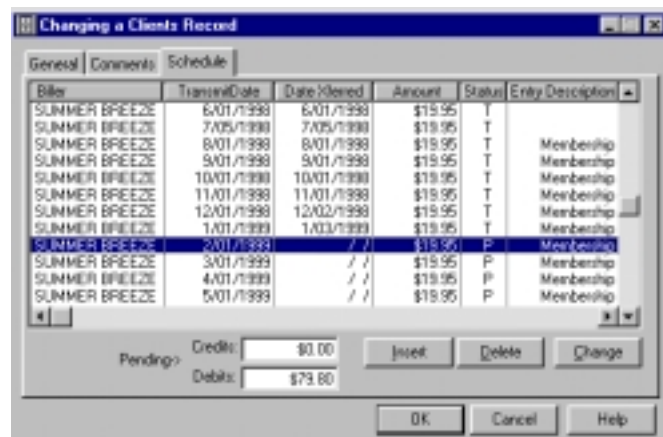 Changing a Clients Record
General Comments Schedule
Biller TransmitDate Date Xferred Amount Status Entry Description
SUMMER BREEZE 6/01/1998 6/01/1998 $19.95 T
SUMMER BREEZE 7/05/1998 7/05/1998 $19.95 T
SUMMER BREEZE 8/01/1998 8/01/1998 $19.95 T Membership
SUMMER BREEZE 9/01/1998 9/01/1998 $19.95 T Membership
SUMMER BREEZE 10/01/1998 10/01/1998 $19.95 T Membership
SUMMER BREEZE 11/01/1998 11/01/1998 $19.95 T Membership
SUMMER BREEZE 12/01/1998 12/02/1998 $19.95 T Membership
SUMMER BREEZE 1/01/1999 1/03/1999 $19.95 T Membership
SUMMER BREEZE 2/01/1999 / / $19.95 P Membership
SUMMER BREEZE 3/01/1999 / / $19.95 P Membership
SUMMER BREEZE 4/01/1999 / / $19.95 P Membership
SUMMER BREEZE 5/01/1999 / / $19.95 P Membership
Pending-> Credits: $0.00 Insert Delete Change
Debits: $79.80
OK Cancel Help